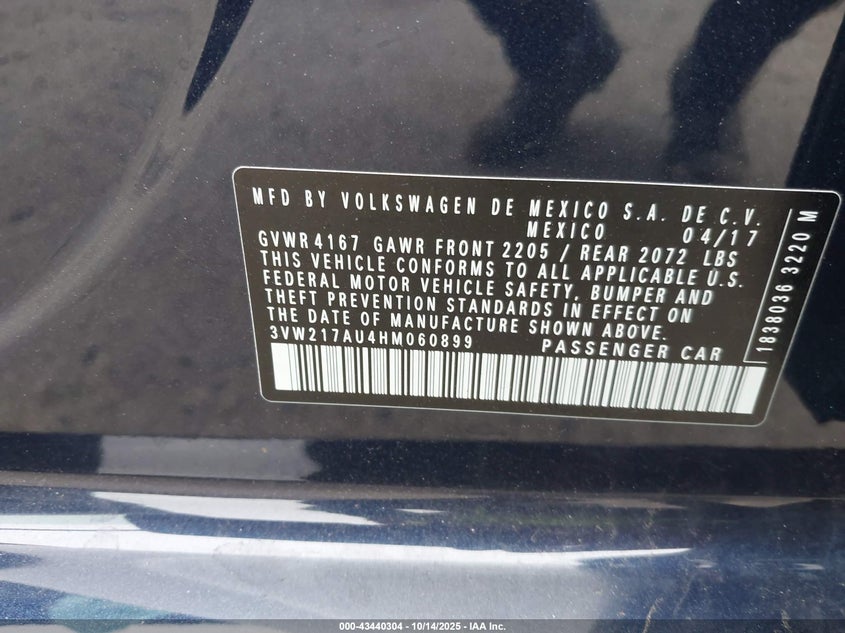 MFD BY VOLKSWAGEN DE MEXICO S.A. DE C.V.
MEXICO 04/17
GVWR 4167 GAWR FRONT 2205 / REAR 2072 LBS
THIS VEHICLE CONFORMS TO ALL APPLICABLE U.S.
FEDERAL MOTOR VEHICLE SAFETY, BUMPER AND
THEFT PREVENTION STANDARDS IN EFFECT ON
THE DATE OF MANUFACTURE SHOWN ABOVE.
3VW217AU4HM060899 PASSENGER CAR
1838036 3220 M
000-43440304 | 10/14/2025 - IAA Inc.